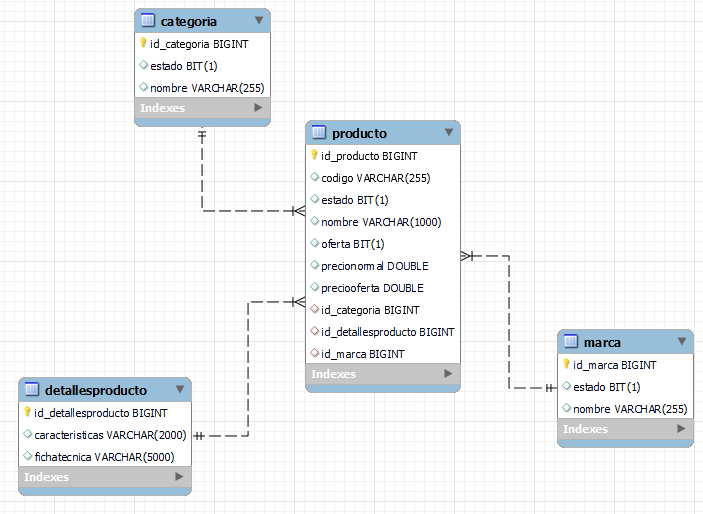 categoria
id_categoria BIGINT
estado BIT(1)
nombre VARCHAR(255)
Indexes
producto
id_producto BIGINT
codigo VARCHAR(255)
estado BIT(1)
nombre VARCHAR(1000)
oferta BIT(1)
precionormal DOUBLE
preciooferta DOUBLE
id_categoria BIGINT
id_detallesproducto BIGINT
id_marca BIGINT
Indexes
marca
id_marca BIGINT
estado BIT(1)
nombre VARCHAR(255)
Indexes
detallesproducto
id_detallesproducto BIGINT
caracteristicas VARCHAR(2000)
fichatecnica VARCHAR(5000)
Indexes